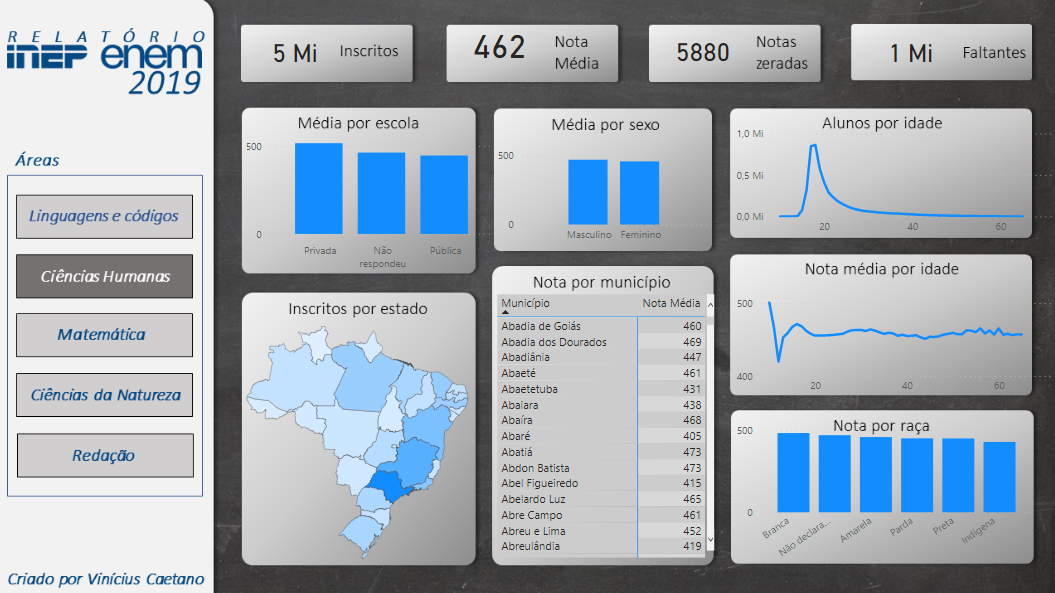 RELATÓRIO
inep enem
2019
Áreas
Linguagens e códigos
Ciências Humanas
Matemática
Ciências da Natureza
Redação
Criado por Vinícius Caetano
5 Mi Inscritos
462 Nota
Média
5880 Notas
zeradas
1 Mi Faltantes
Média por escola
500
0
Privada Não Pública
respondeu
Média por sexo
500
0
Masculino Feminino
Alunos por idade
1,0 Mi
0,5 Mi
0,0 Mi
20 40 60
Inscritos por estado
Nota por município
Município Nota Média
Abadia de Goiás 460
Abadia dos Dourados 469
Abadiânia 447
Abaeté 461
Abaetetuba 431
Abaiara 438
Abaíra 468
Abaré 405
Abatiá 473
Abdon Batista 473
Abel Figueiredo 415
Abelardo Luz 465
Abre Campo 461
Abreu e Lima 452
Abreulândia 419
Nota média por idade
500
400
20 40 60
Nota por raça
500
0
Branca Não declara... Amarela Parda Preta Indígena